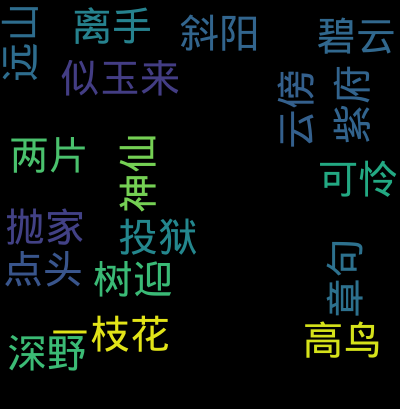 远山
离手
斜阳
碧云
似玉来
云傍
紫府
两片
神仙
可怜
抛家
投狱
点头
树迎
章句
一枝花
高鸟
深野